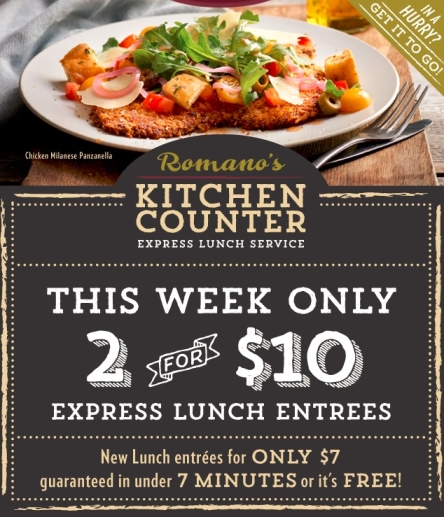 IN A
HURRY?
GET IT TO GO!
Chicken Milanese Panzanella
Romano's
KITCHEN
COUNTER
EXPRESS LUNCH SERVICE
THIS WEEK ONLY
2 FOR $10
EXPRESS LUNCH ENTREES
New Lunch entrées for ONLY $7
guaranteed in under 7 MINUTES or it's FREE!